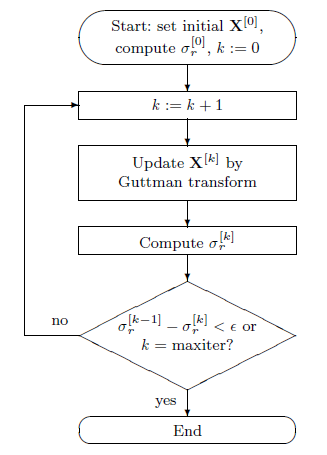 Start: set initial X^[0],
compute σ_r^[0], k := 0
k := k + 1
Update X^[k] by
Guttman transform
Compute σ_r^[k]
no
σ_r^[k−1] − σ_r^[k] < ϵ or
k = maxiter?
yes
End